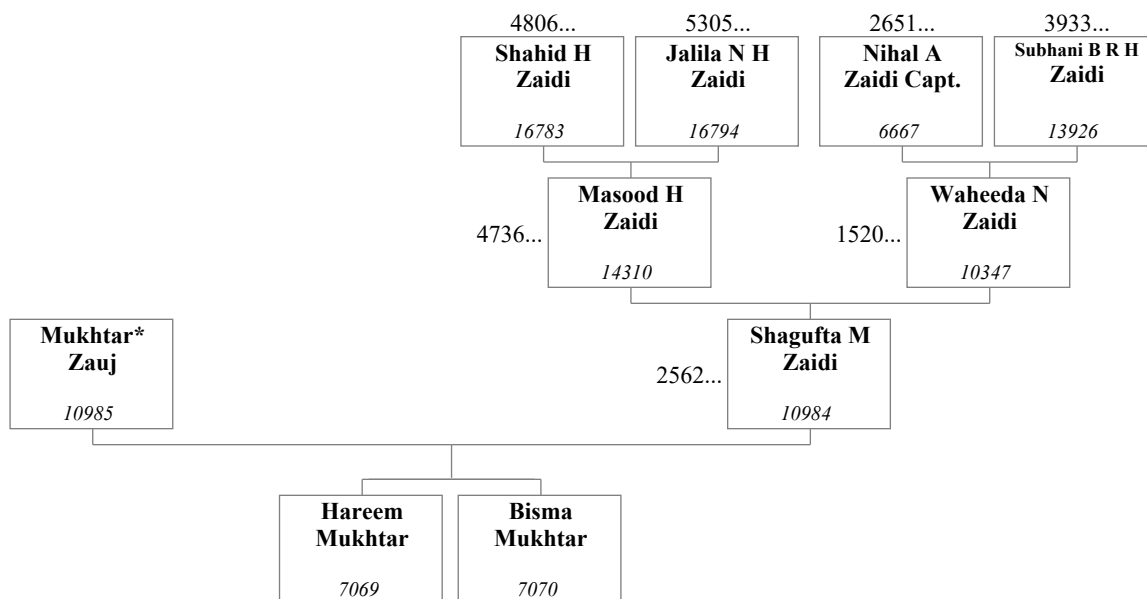 4806...
5305...
2651...
3933...
Shahid H
Zaidi
16783
Jalila N H
Zaidi
16794
Nihal A
Zaidi Capt.
6667
Subhani B R H
Zaidi
13926
4736...
Masood H
Zaidi
14310
1520...
Waheeda N
Zaidi
10347
Mukhtar*
Zauj
10985
2562...
Shagufta M
Zaidi
10984
Hareem
Mukhtar
7069
Bisma
Mukhtar
7070